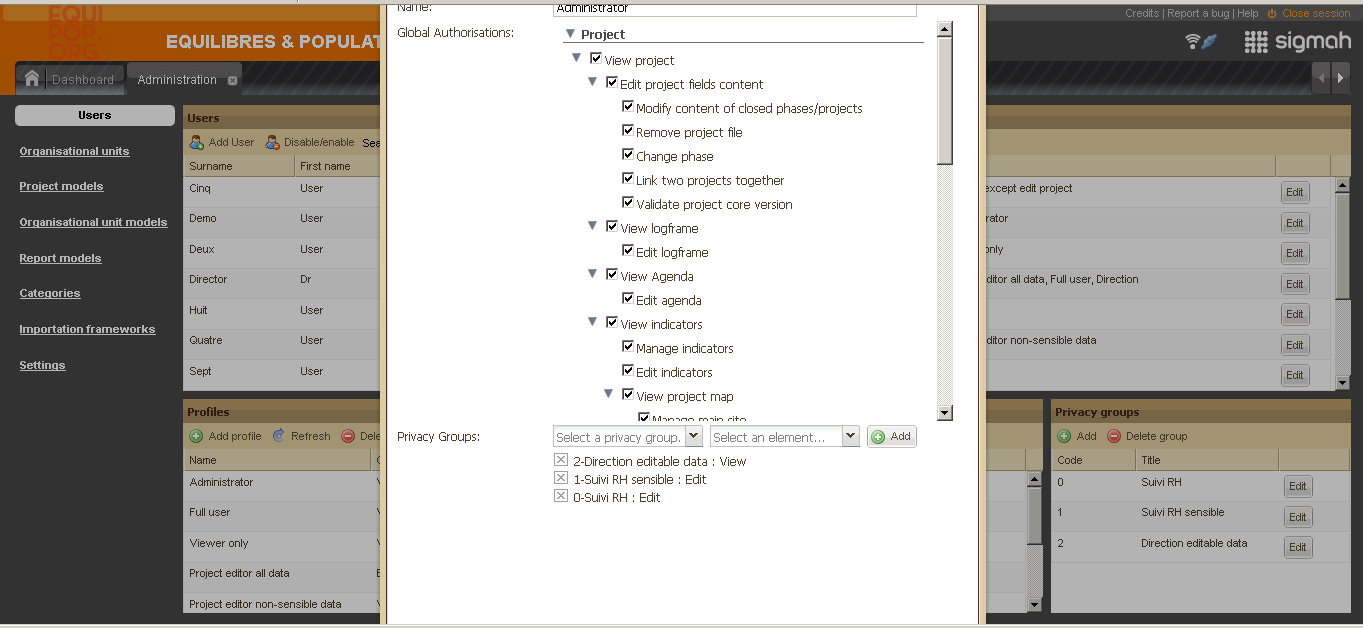 EQUI
POP.
ORG
EQUILIBRES & POPULAT
Credits | Report a bug | Help
Close session
sigmah
Dashboard
Administration
Users
Organisational units
Project models
Organisational unit models
Report models
Categories
Importation frameworks
Settings
Users
Add User Disable/enable Sea
Surname First name
Cinq User
Demo User
Deux User
Director Dr
Huit User
Quatre User
Sept User
Profiles
Add profile Refresh Dele
Name
Administrator
Full user
Viewer only
Project editor all data
Project editor non-sensible data
Name: Administrator
Global Authorisations:
Project
View project
Edit project fields content
Modify content of closed phases/projects
Remove project file
Change phase
Link two projects together
Validate project core version
View logframe
Edit logframe
View Agenda
Edit agenda
View indicators
Manage indicators
Edit indicators
View project map
Manage main site
Privacy Groups: Select a privacy group. Select an element... Add
2-Direction editable data : View
1-Suivi RH sensible : Edit
0-Suivi RH : Edit
except edit project Edit
rator Edit
only Edit
ditor all data, Full user, Direction Edit
Edit
ditor non-sensible data Edit
Edit
Privacy groups
Add Delete group
Code Title
0 Suivi RH Edit
1 Suivi RH sensible Edit
2 Direction editable data Edit